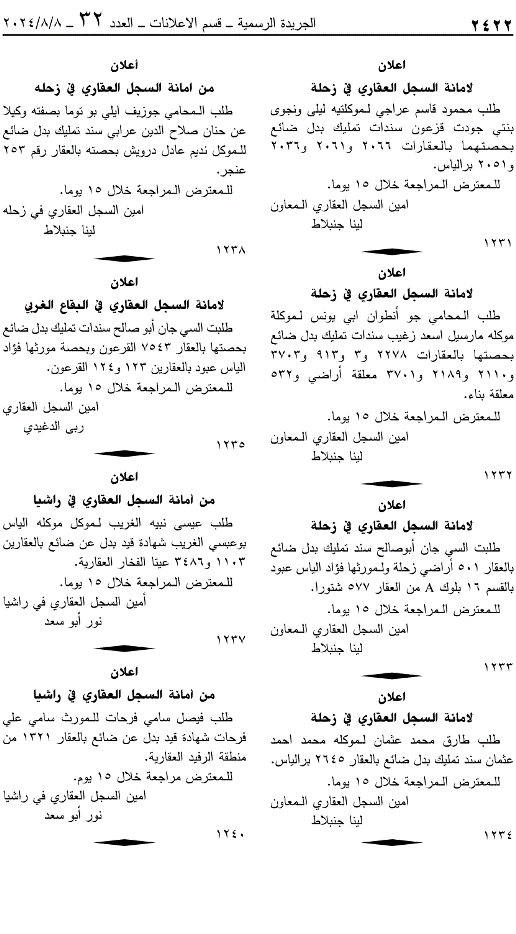 ٢٤٢٢
الجريدة الرسمية ــ قسم الاعلانات ــ العدد ٣٢ ــ ٢٠٢٤/٨/٨
اعلان
لامانة السجل العقاري في زحلة
طلب محمود قاسم عراجي لموكلتيه ليلى ونجوى
بنتي جودت قزعون سندات تمليك بدل ضائع
بحصتهما بالعقارات ٢٠٦٦ و٢٠٦١ و٢٠٣٦
و٢٠٥١ برالياس.
للمعترض المراجعة خلال ١٥ يوما.
امين السجل العقاري المعاون
لينا جنبلاط
١٢٣١
اعلان
لامانة السجل العقاري في زحلة
طلب المحامي جو أنطوان ابي يونس لموكلة
موكله مارسيل اسعد زغيب سندات تمليك بدل ضائع
بحصتها بالعقارات ٢٢٧٨ و٣ و٩١٣ و٣٧٠٣
و٢١١٠ و٢١٨٩ و٣٧٠١ معلقة أراضي و٥٣٢
معلقة بناء.
للمعترض المراجعة خلال ١٥ يوما.
امين السجل العقاري المعاون
لينا جنبلاط
١٢٣٢
اعلان
لامانة السجل العقاري في زحلة
طلبت السي جان أبوصالح سند تمليك بدل ضائع
بالعقار ٥٠١ أراضي زحلة ولمورثها فؤاد الياس عبود
بالقسم ١٦ بلوك A من العقار ٥٧٧ شتورا.
للمعترض المراجعة خلال ١٥ يوما.
امين السجل العقاري المعاون
لينا جنبلاط
١٢٣٣
اعلان
لامانة السجل العقاري في زحلة
طلب طارق محمد عثمان لموكله محمد احمد
عثمان سند تمليك بدل ضائع بالعقار ٢٦٤٥ برالياس.
للمعترض المراجعة خلال ١٥ يوما.
امين السجل العقاري المعاون
لينا جنبلاط
١٢٣٤
أعلان
من امانة السجل العقاري في زحله
طلب المحامي جوزيف ايلي بو توما بصفته وكيلا
عن حنان صلاح الدين عرابي سند تمليك بدل ضائع
للموكل نديم عادل درويش بحصته بالعقار رقم ٢٥٣
عنجر.
للمعترض المراجعة خلال ١٥ يوما.
امين السجل العقاري في زحله
لينا جنبلاط
١٢٣٨
اعلان
لامانة السجل العقاري في البقاع الغربي
طلبت السي جان أبو صالح سندات تمليك بدل ضائع
بحصتها بالعقار ٧٥٤٣ القرعون وبحصة مورثها فؤاد
الياس عبود بالعقارين ١٢٣ و١٢٤ القرعون.
للمعترض المراجعة خلال ١٥ يوما.
امين السجل العقاري
ربى الدغيدي
١٢٣٥
اعلان
من أمانة السجل العقاري في راشيا
طلب عيسى نبيه الغريب لموكل موكله الياس
بوعبسي الغريب شهادة قيد بدل عن ضائع بالعقارين
١١٠٣ و٣٤٨٦ عيتا الفخار العقارية.
للمعترض المراجعة خلال ١٥ يوما.
أمين السجل العقاري في راشيا
نور أبو سعد
١٢٣٧
اعلان
من أمانة السجل العقاري في راشيا
طلب فيصل سامي فرحات للمورث سامي علي
فرحات شهادة قيد بدل عن ضائع بالعقار ١٣٢١ من
منطقة الرفيد العقارية.
للمعترض مراجعة خلال ١٥ يوم.
امين السجل العقاري في راشيا
نور أبو سعد
١٢٤٠